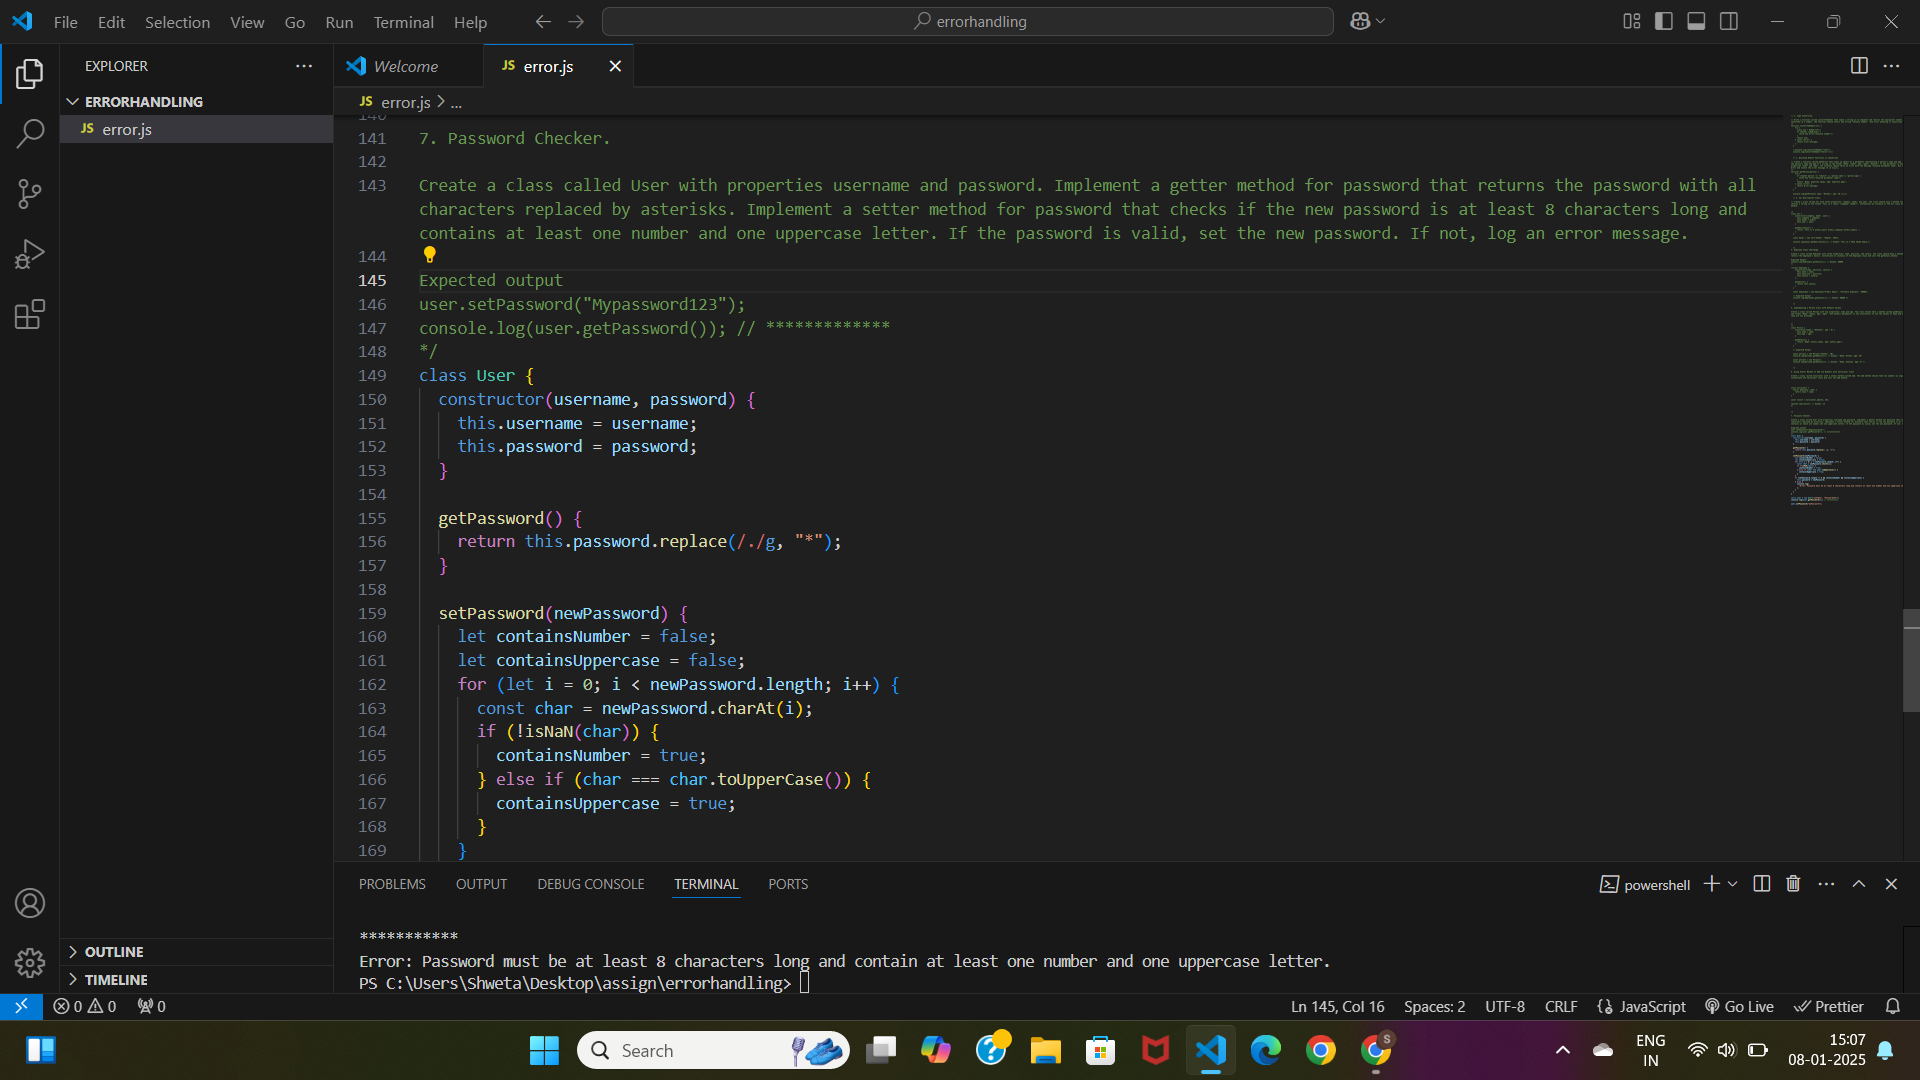 File Edit Selection View Go Run Terminal Help
errorhandling
EXPLORER
ERRORHANDLING
JS error.js
OUTLINE
TIMELINE
Welcome
JS error.js
JS error.js > ...
140
141 7. Password Checker.
142
143 Create a class called User with properties username and password. Implement a getter method for password that returns the password with all
characters replaced by asterisks. Implement a setter method for password that checks if the new password is at least 8 characters long and
contains at least one number and one uppercase letter. If the password is valid, set the new password. If not, log an error message.
144
145 Expected output
146 user.setPassword("Mypassword123");
147 console.log(user.getPassword()); // *************
148 */
149 class User {
150 constructor(username, password) {
151 this.username = username;
152 this.password = password;
153 }
154
155 getPassword() {
156 return this.password.replace(/./g, "*");
157 }
158
159 setPassword(newPassword) {
160 let containsNumber = false;
161 let containsUppercase = false;
162 for (let i = 0; i < newPassword.length; i++) {
163 const char = newPassword.charAt(i);
164 if (!isNaN(char)) {
165 containsNumber = true;
166 } else if (char === char.toUpperCase()) {
167 containsUppercase = true;
168 }
169 }
PROBLEMS OUTPUT DEBUG CONSOLE TERMINAL PORTS
powershell
***********
Error: Password must be at least 8 characters long and contain at least one number and one uppercase letter.
PS C:\Users\Shweta\Desktop\assign\errorhandling>
0 0 0
Ln 145, Col 16 Spaces: 2 UTF-8 CRLF {} JavaScript Go Live Prettier
Search
S
ENG
IN
15:07
08-01-2025